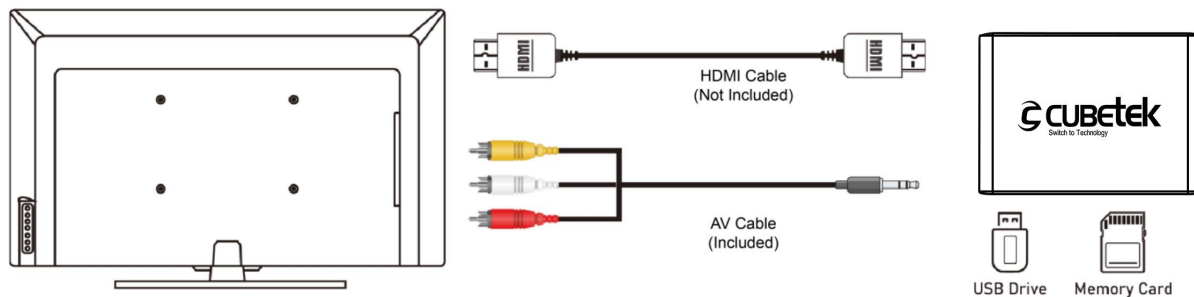 HDMI
HDMI
HDMI Cable
(Not Included)
AV Cable
(Included)
CUBETEK
Switch to Technology
USB Drive
Memory Card